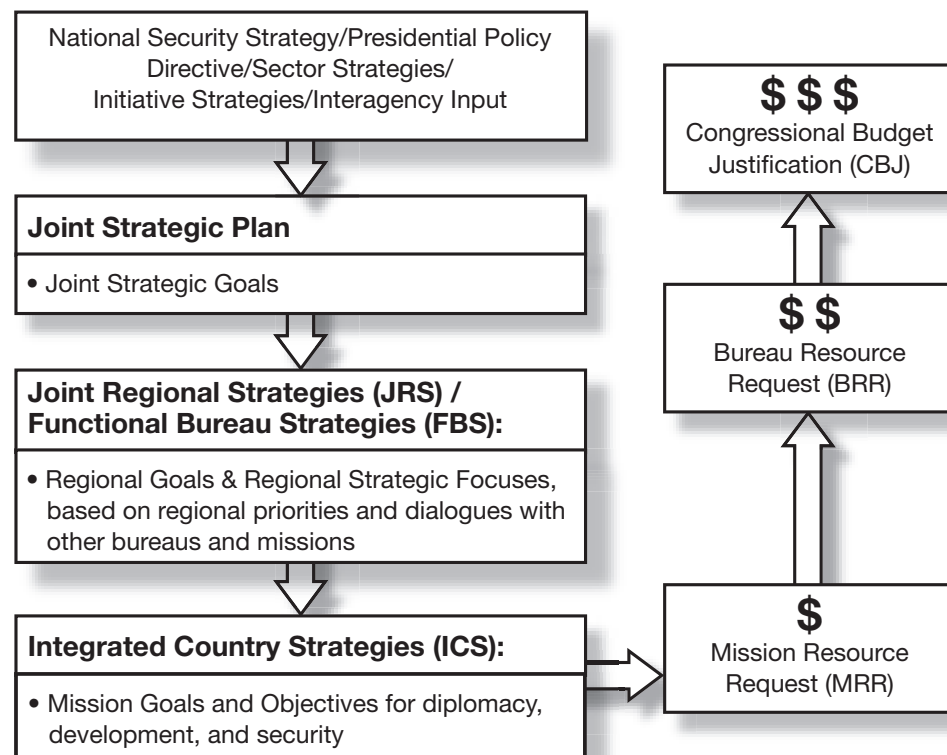 National Security Strategy/Presidential Policy
Directive/Sector Strategies/
Initiative Strategies/Interagency Input
Joint Strategic Plan
• Joint Strategic Goals
Joint Regional Strategies (JRS) /
Functional Bureau Strategies (FBS):
• Regional Goals & Regional Strategic Focuses,
based on regional priorities and dialogues with
other bureaus and missions
Integrated Country Strategies (ICS):
• Mission Goals and Objectives for diplomacy,
development, and security
$ $ $
Congressional Budget
Justification (CBJ)
$ $
Bureau Resource
Request (BRR)
$
Mission Resource
Request (MRR)